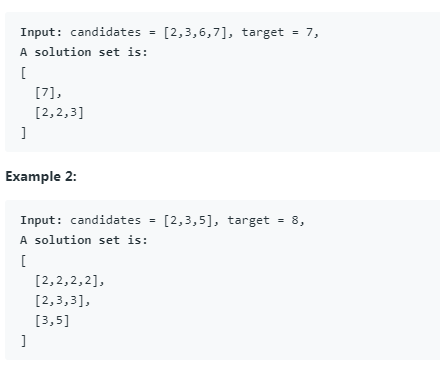 Input: candidates = [2,3,6,7], target = 7,
A solution set is:
[
[7],
[2,2,3]
]
Example 2:
Input: candidates = [2,3,5], target = 8,
A solution set is:
[
[2,2,2,2],
[2,3,3],
[3,5]
]